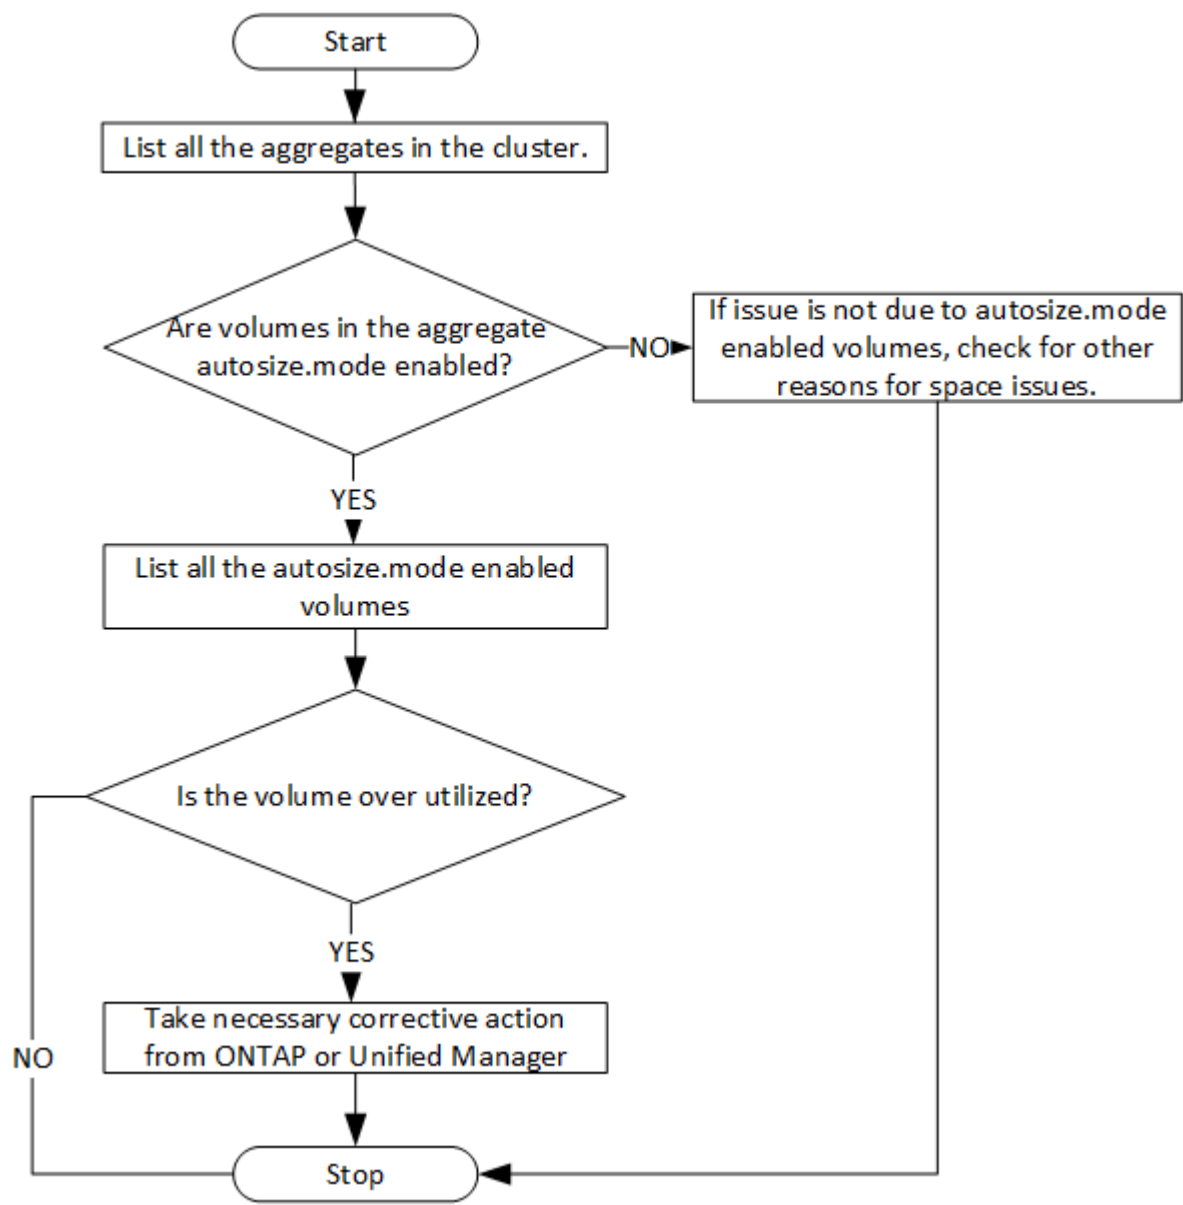 Start
List all the aggregates in the cluster.
Are volumes in the aggregate
autosize.mode enabled?
NO
If issue is not due to autosize.mode
enabled volumes, check for other
reasons for space issues.
YES
List all the autosize.mode enabled
volumes
Is the volume over utilized?
YES
Take necessary corrective action
from ONTAP or Unified Manager
NO
Stop